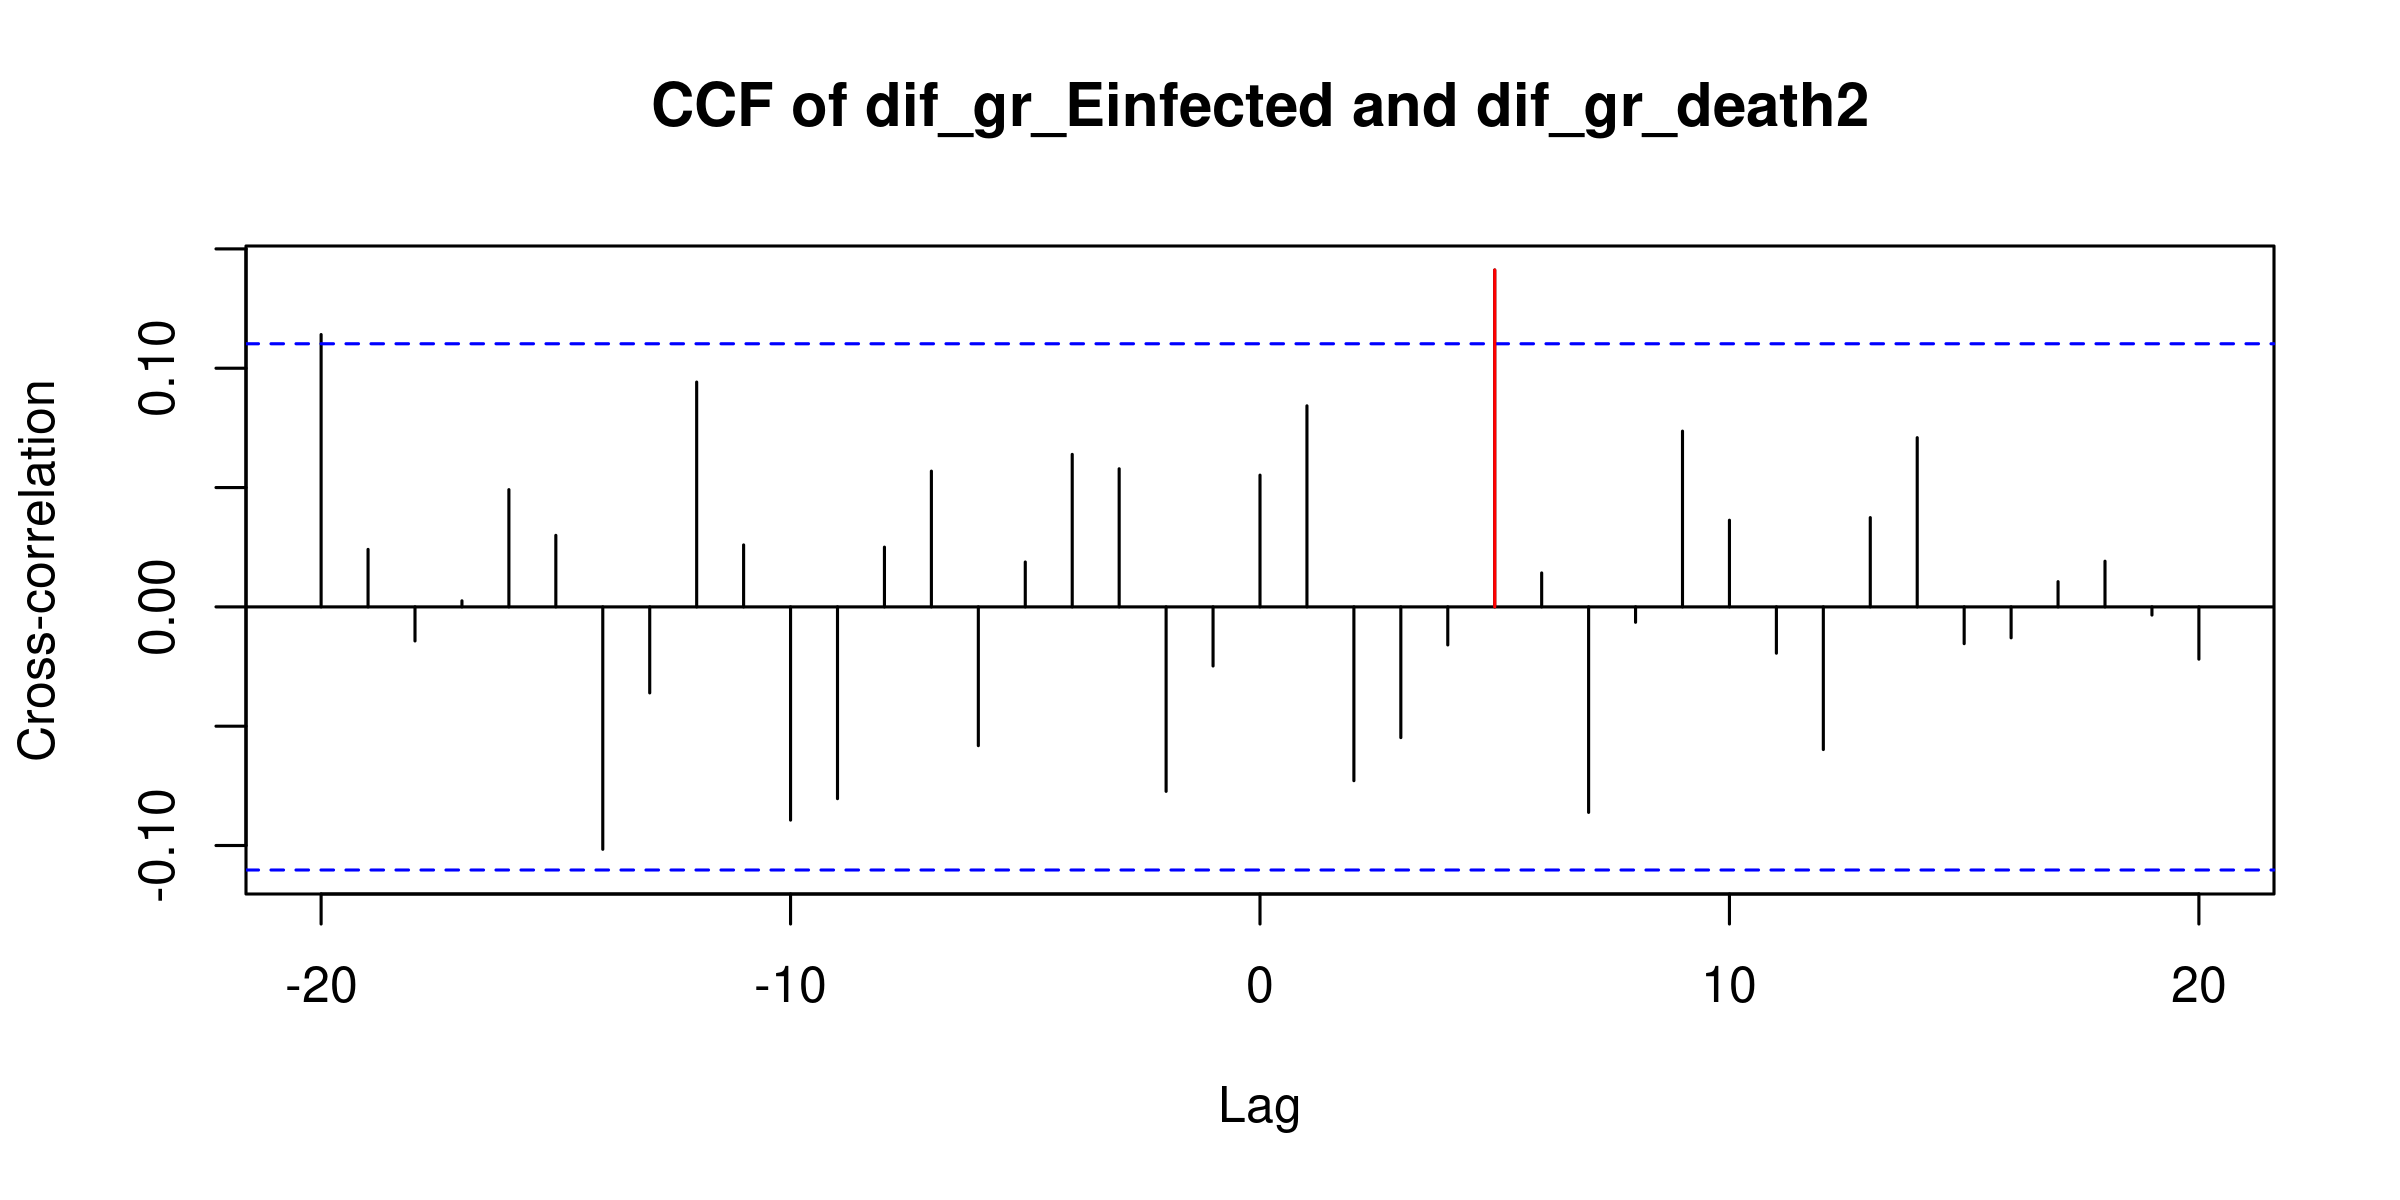 CCF of dif_gr_Einfected and dif_gr_death2
Cross-correlation
0.10
0.00
-0.10
-20 -10 0 10 20
Lag